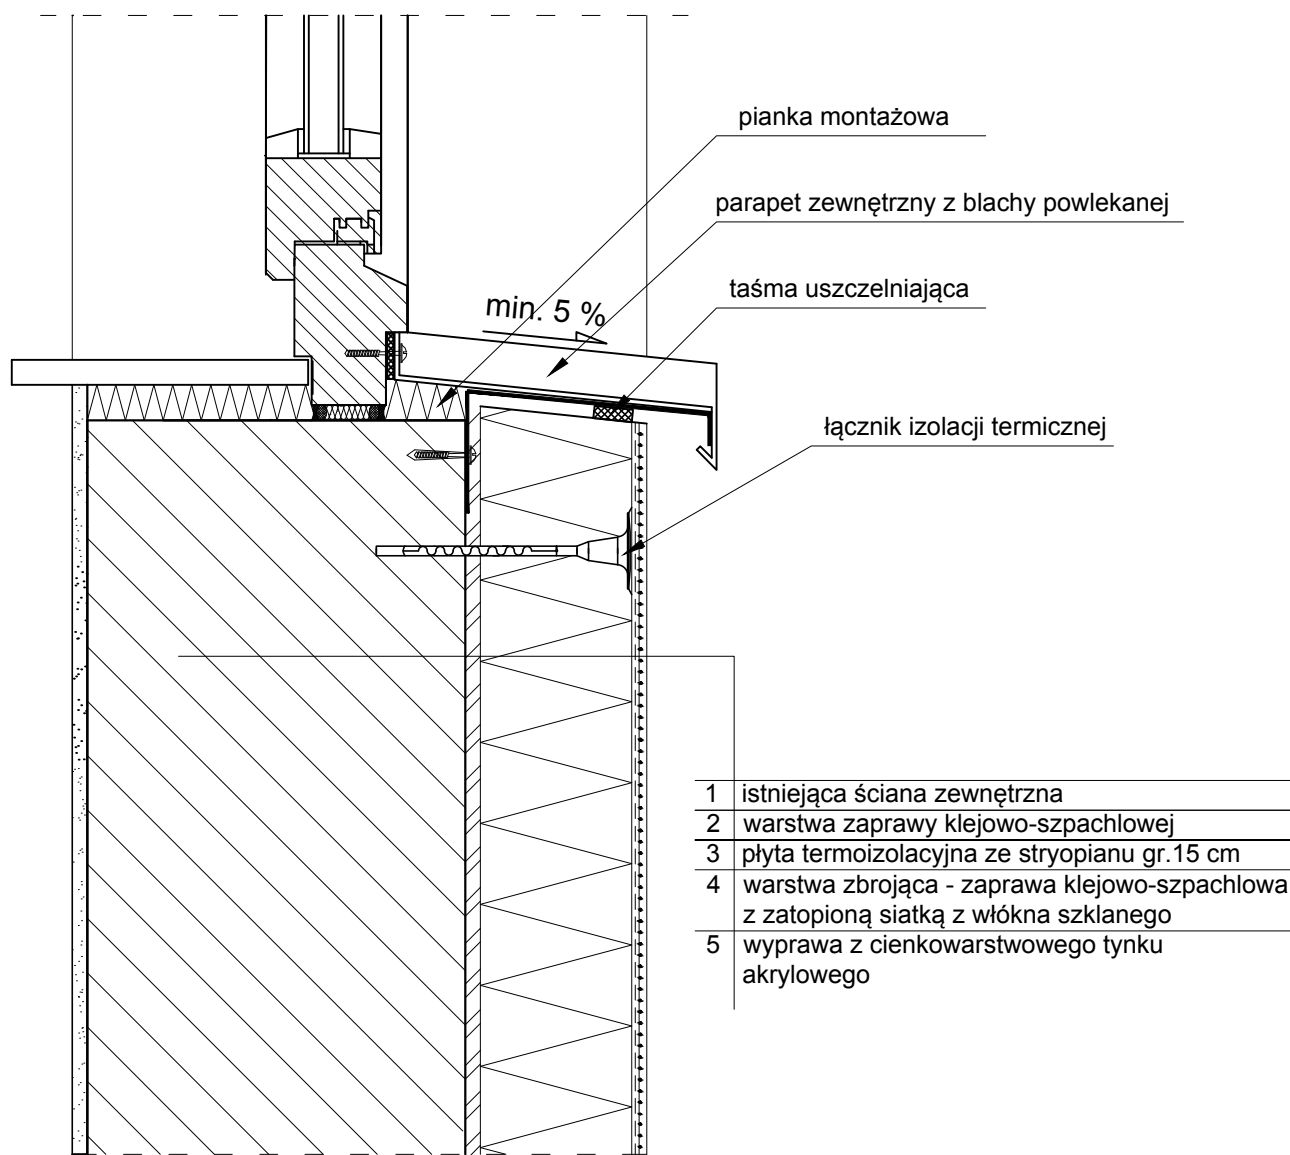 pianka montażowa
parapet zewnętrzny z blachy powlekanej
taśma uszczelniająca
min. 5 %
łącznik izolacji termicznej
1 istniejąca ściana zewnętrzna
2 warstwa zaprawy klejowo-szpachlowej
3 płyta termoizolacyjna ze stryopianu gr.15 cm
4 warstwa zbrojąca - zaprawa klejowo-szpachlowa
z zatopioną siatką z włókna szklanego
5 wyprawa z cienkowarstwowego tynku
akrylowego